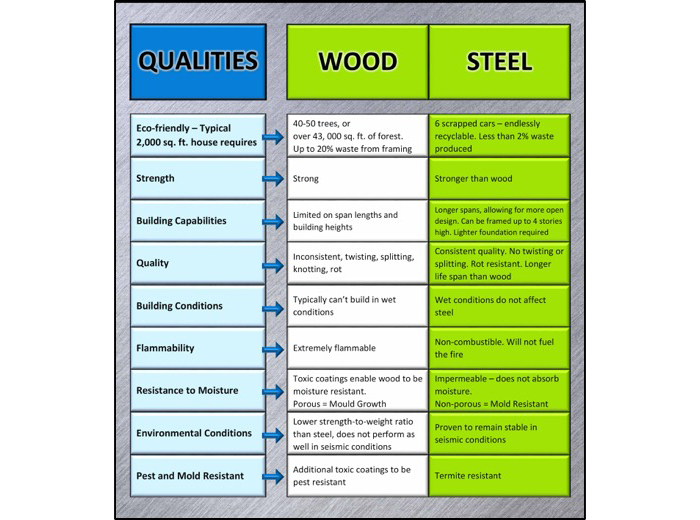 QUALITIES
WOOD
STEEL
Eco-friendly – Typical
2,000 sq. ft. house requires
40-50 trees, or
over 43, 000 sq. ft. of forest.
Up to 20% waste from framing
6 scrapped cars – endlessly
recyclable. Less than 2% waste
produced
Strength
Strong
Stronger than wood
Building Capabilities
Limited on span lengths and
building heights
Longer spans, allowing for more open
design. Can be framed up to 4 stories
high. Lighter foundation required
Quality
Inconsistent, twisting, splitting,
knotting, rot
Consistent quality. No twisting or
splitting. Rot resistant. Longer
life span than wood
Building Conditions
Typically can’t build in wet
conditions
Wet conditions do not affect
steel
Flammability
Extremely flammable
Non-combustible. Will not fuel
the fire
Resistance to Moisture
Toxic coatings enable wood to be
moisture resistant.
Porous = Mould Growth
Impermeable – does not absorb
moisture.
Non-porous = Mold Resistant
Environmental Conditions
Lower strength-to-weight ratio
than steel, does not perform as
well in seismic conditions
Proven to remain stable in
seismic conditions
Pest and Mold Resistant
Additional toxic coatings to be
pest resistant
Termite resistant